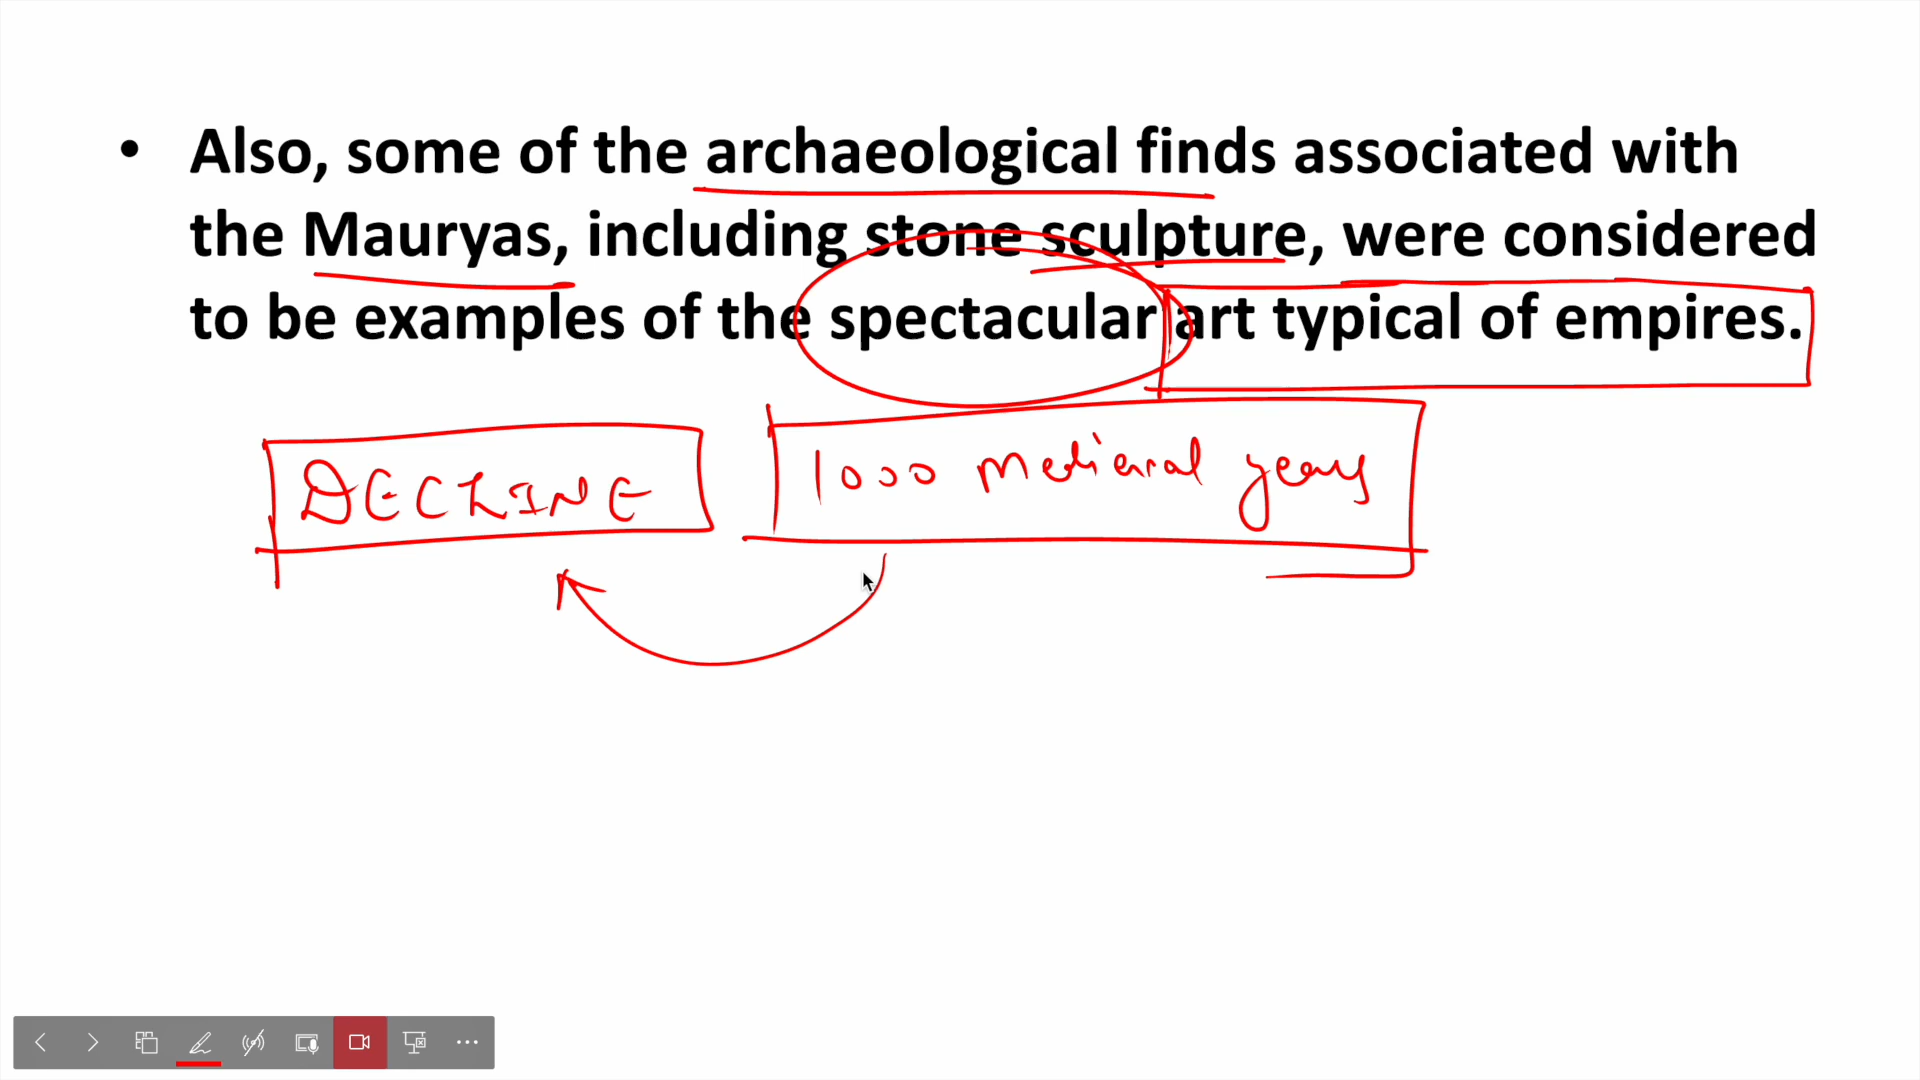 • Also, some of the archaeological finds associated with
the Mauryas, including stone sculpture, were considered
to be examples of the spectacular art typical of empires.
DECLINE
1000 medieval years